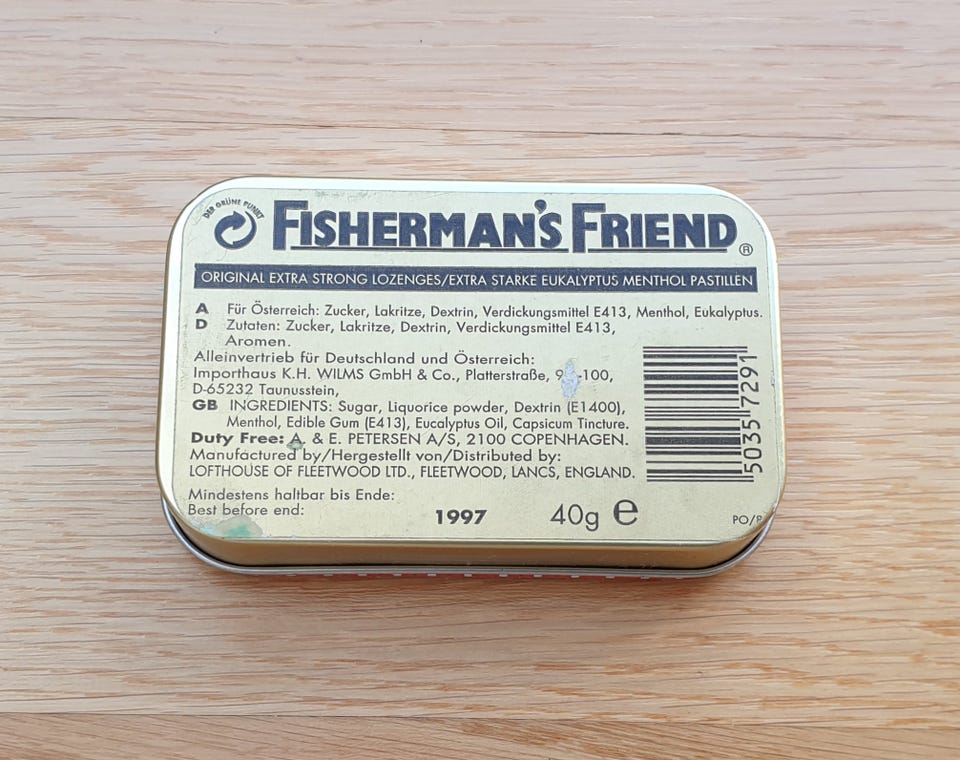 DER GRÜNE PUNKT
FISHERMAN'S FRIEND®
ORIGINAL EXTRA STRONG LOZENGES/EXTRA STARKE EUKALYPTUS MENTHOL PASTILLEN
A Für Österreich: Zucker, Lakritze, Dextrin, Verdickungsmittel E413, Menthol, Eukalyptus.
D Zutaten: Zucker, Lakritze, Dextrin, Verdickungsmittel E413,
Aromen.
Alleinvertrieb für Deutschland und Österreich:
Importhaus K.H. WILMS GmbH & Co., Platterstraße, -100,
D-65232 Taunusstein,
GB INGREDIENTS: Sugar, Liquorice powder, Dextrin (E1400),
Menthol, Edible Gum (E413), Eucalyptus Oil, Capsicum Tincture.
Duty Free: A. & E. PETERSEN A/S, 2100 COPENHAGEN.
Manufactured by/Hergestellt von/Distributed by:
LOFTHOUSE OF FLEETWOOD LTD., FLEETWOOD, LANCS, ENGLAND.
5035 7291
Mindestens haltbar bis Ende:
Best before end: 1997 40g e
PO/P